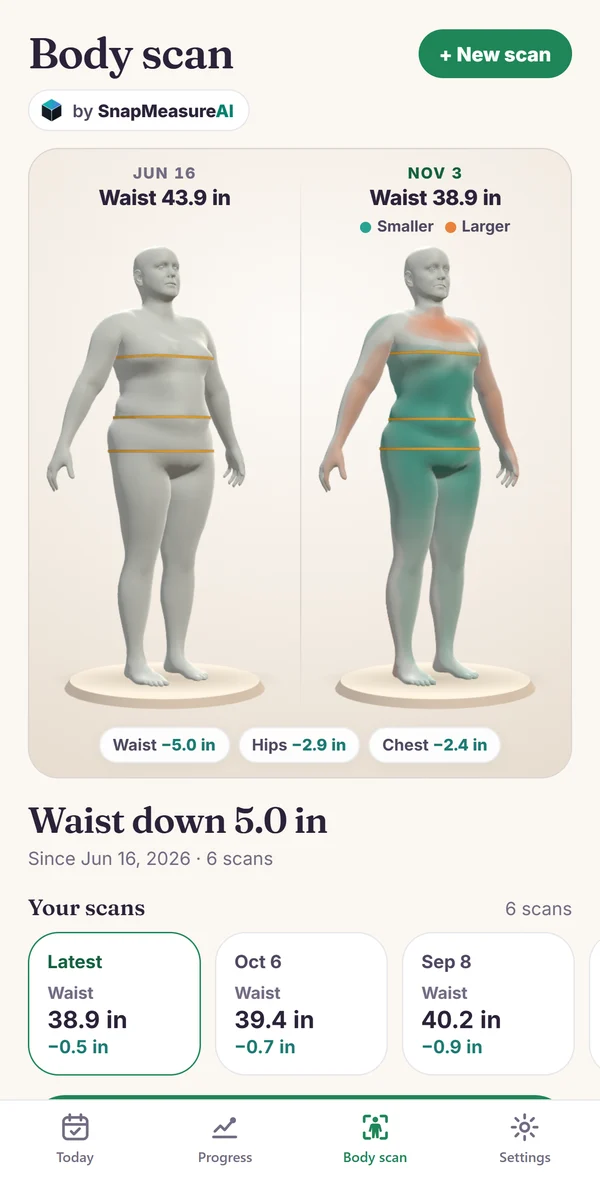 Body scan
+ New scan
by SnapMeasureAI
JUN 16
Waist 43.9 in
NOV 3
Waist 38.9 in
Smaller
Larger
Waist −5.0 in
Hips −2.9 in
Chest −2.4 in
Waist down 5.0 in
Since Jun 16, 2026 · 6 scans
Your scans
6 scans
Latest
Waist
38.9 in
−0.5 in
Oct 6
Waist
39.4 in
−0.7 in
Sep 8
Waist
40.2 in
−0.9 in
Today
Progress
Body scan
Settings